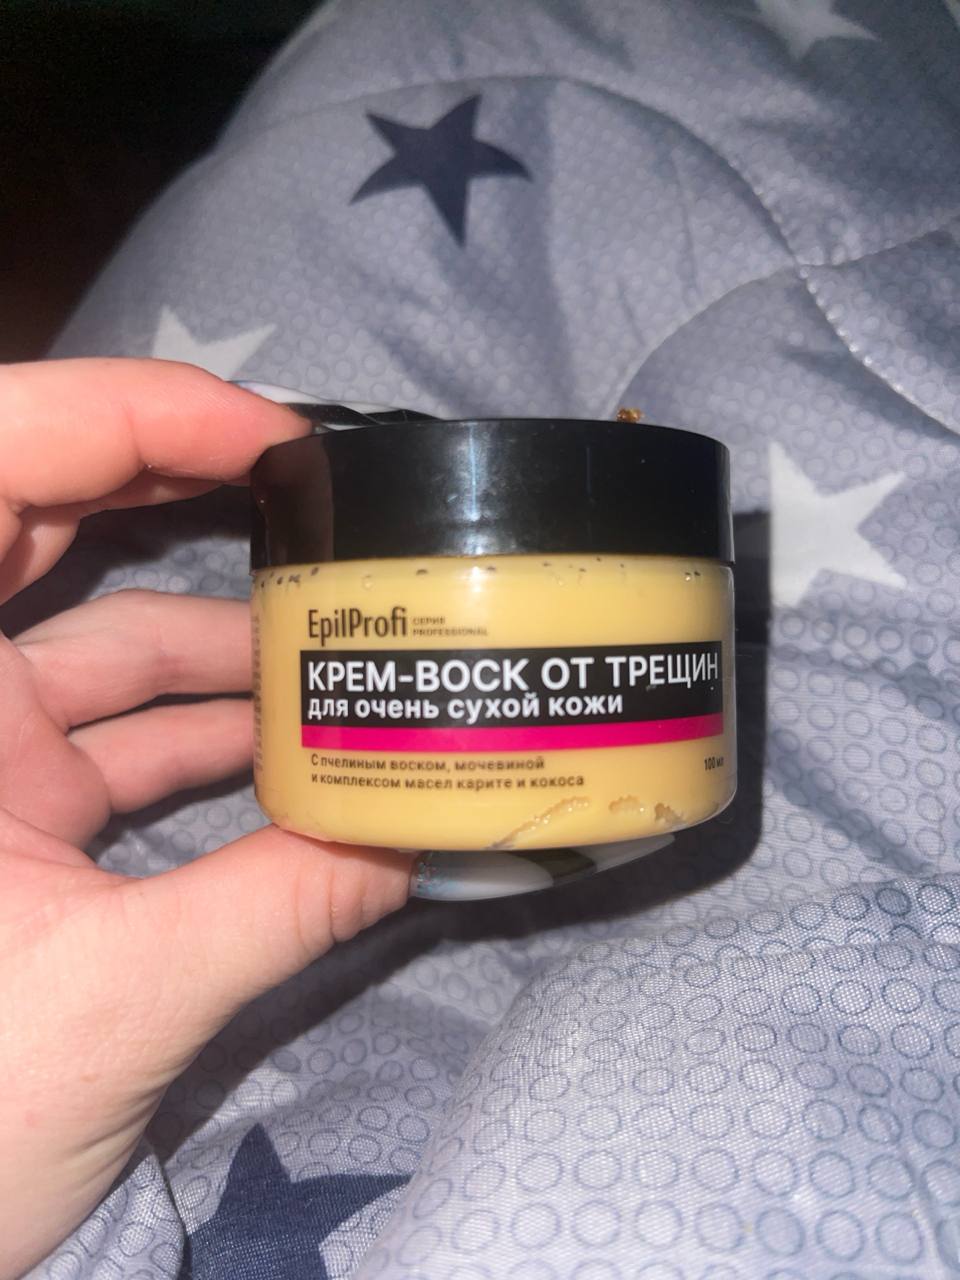 EpilProfi СЕРИЯ
PROFESSIONAL
КРЕМ-ВОСК ОТ ТРЕЩИН
для очень сухой кожи
С пчелиным воском, мочевиной
и комплексом масел карите и кокоса
100 мл